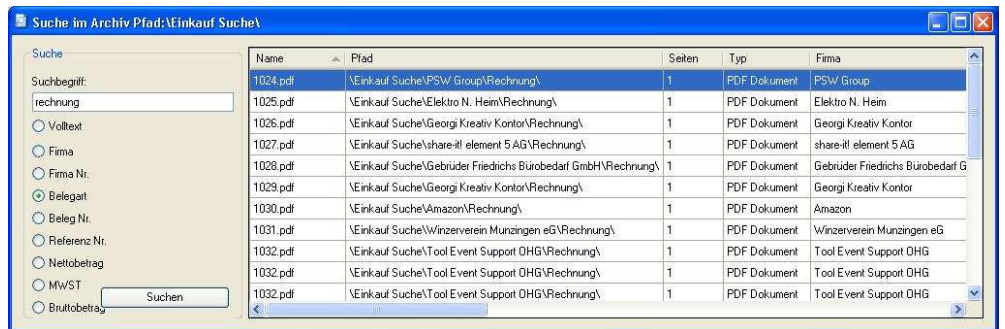 Suche im Archiv Pfad:\Einkauf Suche\
Suche
Suchbegriff:
rechnung
Volltext
Firma
Firma Nr.
Belegart
Beleg Nr.
Referenz Nr.
Nettobetrag
MWST
Bruttobetrag
Suchen
Name Pfad Seiten Typ Firma
1024.pdf \Einkauf Suche\PSW Group\Rechnung\ 1 PDF Dokument PSW Group
1025.pdf \Einkauf Suche\Elektro N. Heim\Rechnung\ 1 PDF Dokument Elektro N. Heim
1026.pdf \Einkauf Suche\Georgi Kreativ Kontor\Rechnung\ 1 PDF Dokument Georgi Kreativ Kontor
1027.pdf \Einkauf Suche\share-it! element 5 AG\Rechnung\ 1 PDF Dokument share-it! element 5 AG
1028.pdf \Einkauf Suche\Gebrüder Friedrichs Bürobedarf GmbH\Rechnung\ 1 PDF Dokument Gebrüder Friedrichs Bürobedarf G
1029.pdf \Einkauf Suche\Georgi Kreativ Kontor\Rechnung\ 1 PDF Dokument Georgi Kreativ Kontor
1030.pdf \Einkauf Suche\Amazon\Rechnung\ 1 PDF Dokument Amazon
1031.pdf \Einkauf Suche\Winzerverein Munzingen eG\Rechnung\ 1 PDF Dokument Winzerverein Munzingen eG
1032.pdf \Einkauf Suche\Tool Event Support OHG\Rechnung\ 1 PDF Dokument Tool Event Support OHG
1032.pdf \Einkauf Suche\Tool Event Support OHG\Rechnung\ 1 PDF Dokument Tool Event Support OHG
1032.pdf \Einkauf Suche\Tool Event Support OHG\Rechnung\ 1 PDF Dokument Tool Event Support OHG